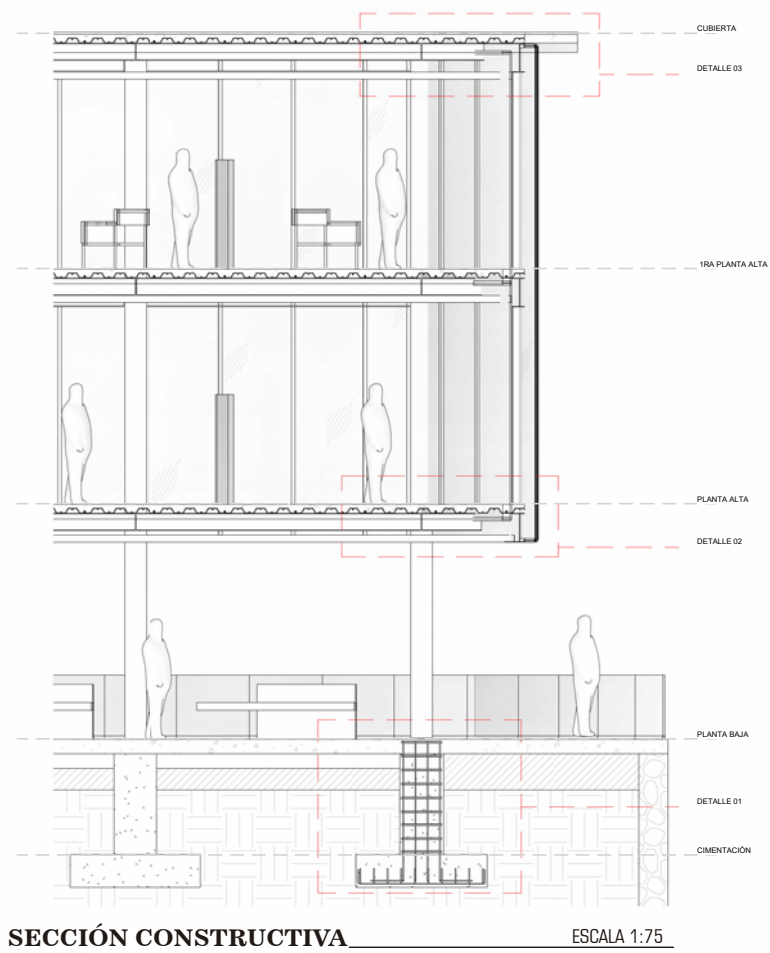 CUBIERTA
DETALLE 03
1RA PLANTA ALTA
PLANTA ALTA
DETALLE 02
PLANTA BAJA
DETALLE 01
CIMENTACIÓN
SECCIÓN CONSTRUCTIVA
ESCALA 1:75